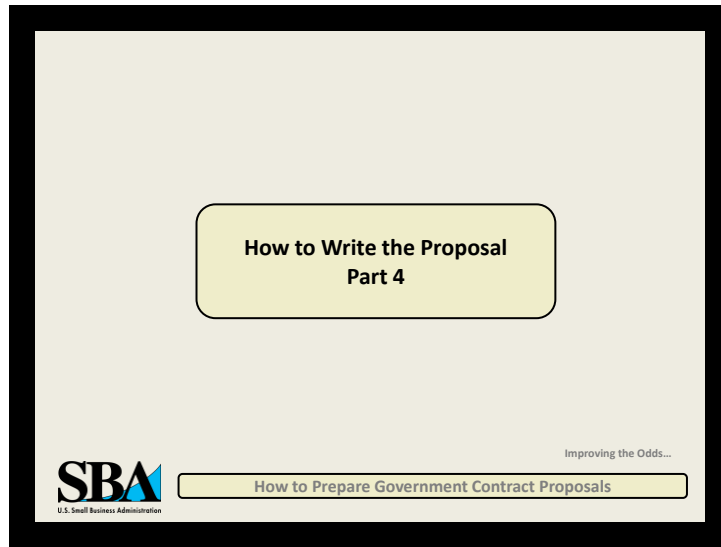 How to Write the Proposal
Part 4
Improving the Odds...
SBA
U.S. Small Business Administration
How to Prepare Government Contract Proposals